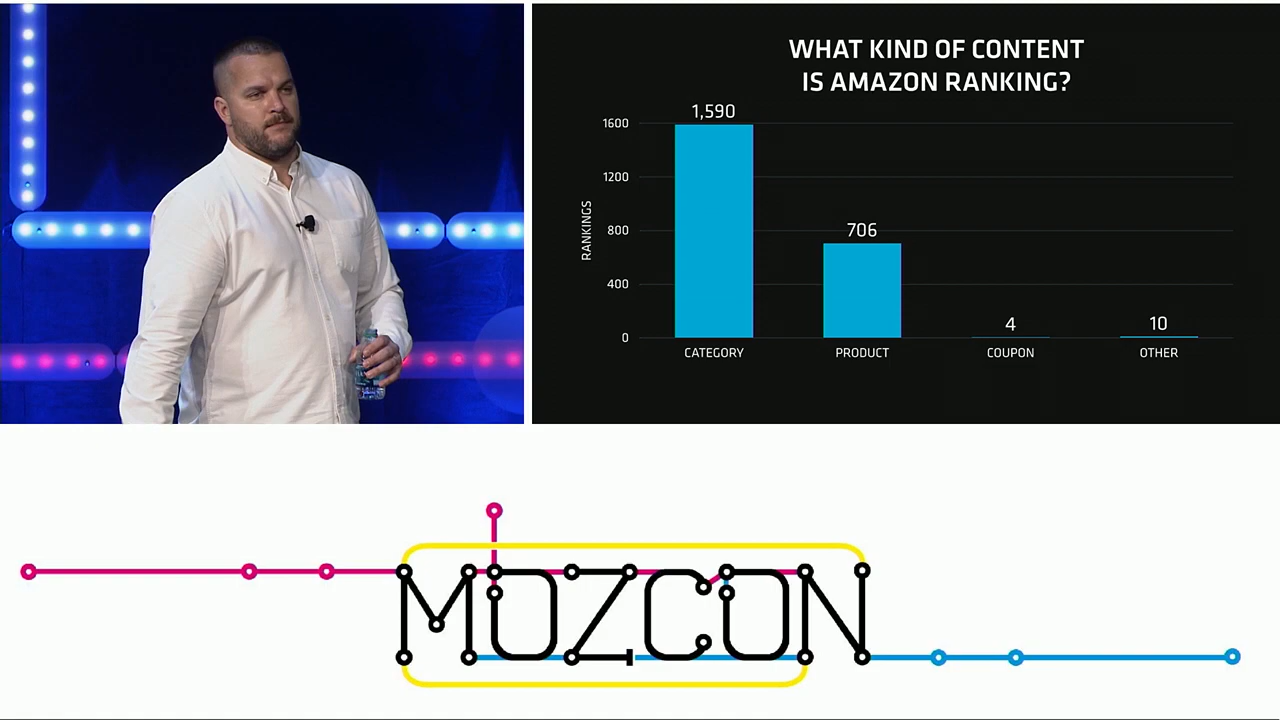 WHAT KIND OF CONTENT
IS AMAZON RANKING?
1,590
1600
1200
706
800
RANKINGS
400
4
10
0
CATEGORY
PRODUCT
COUPON
OTHER
MOZCON